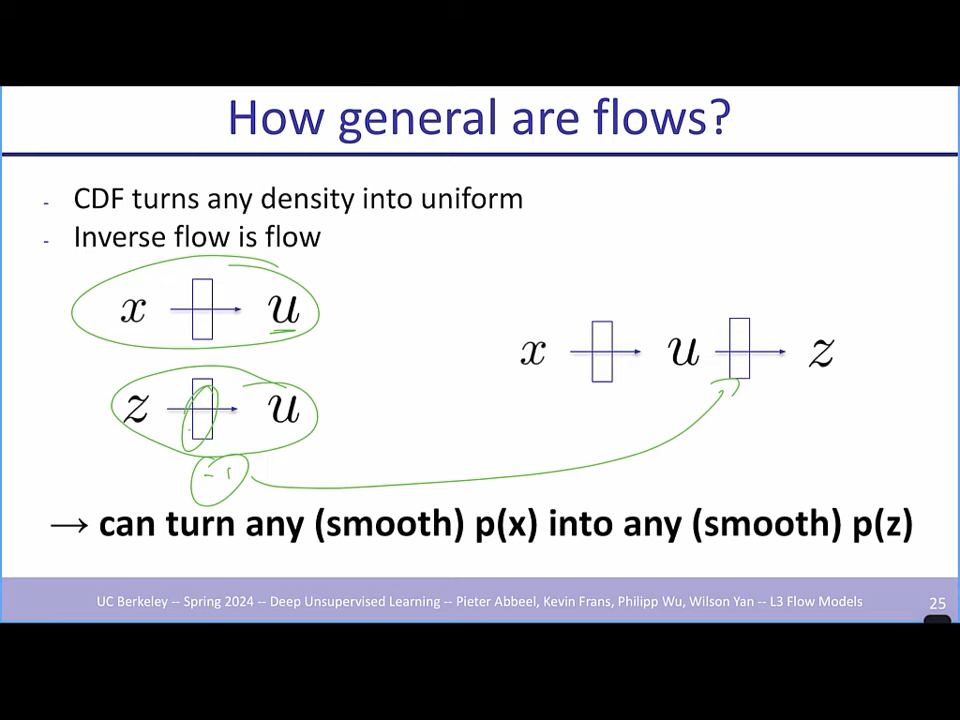 How general are flows?
- CDF turns any density into uniform
- Inverse flow is flow
x → u
z → u
-1
x → u → z
→ can turn any (smooth) p(x) into any (smooth) p(z)
UC Berkeley -- Spring 2024 -- Deep Unsupervised Learning -- Pieter Abbeel, Kevin Frans, Philipp Wu, Wilson Yan -- L3 Flow Models
25